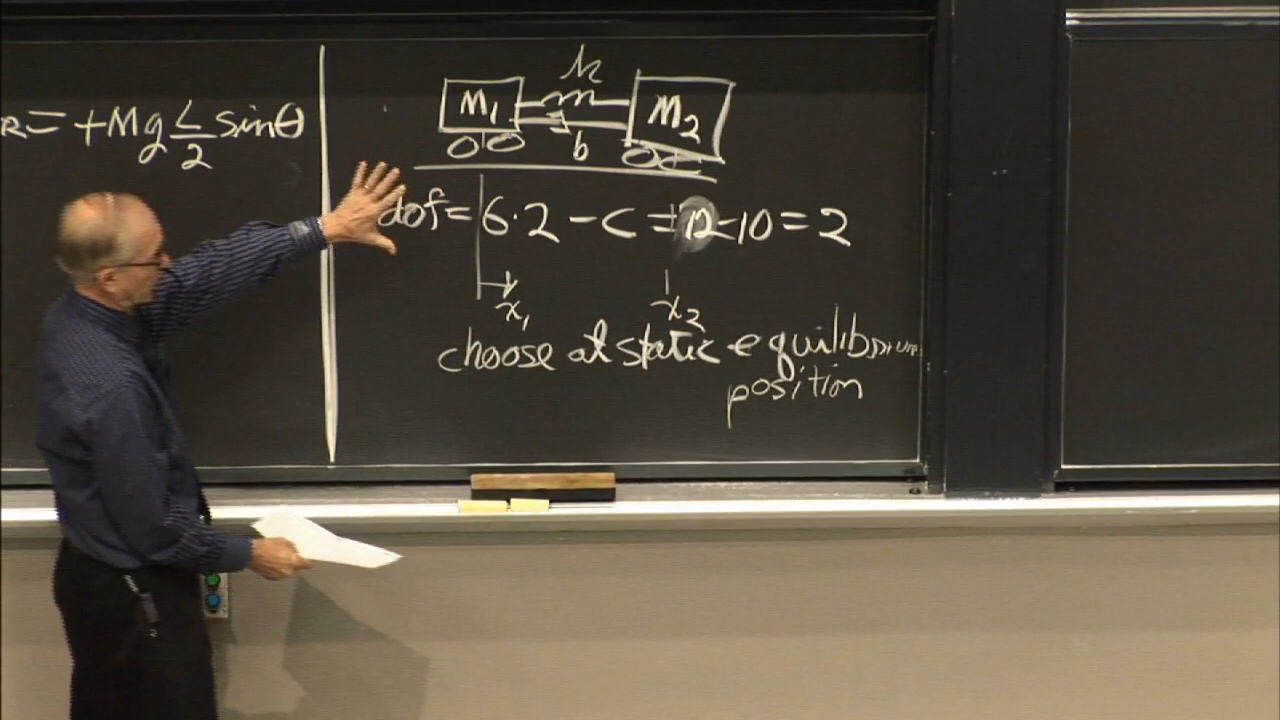 R= +Mg L/2 sinθ
k
M1 M2
b
dof= 6·2 - C = 12-10 = 2
x1 x2
choose at static equilibrium
position